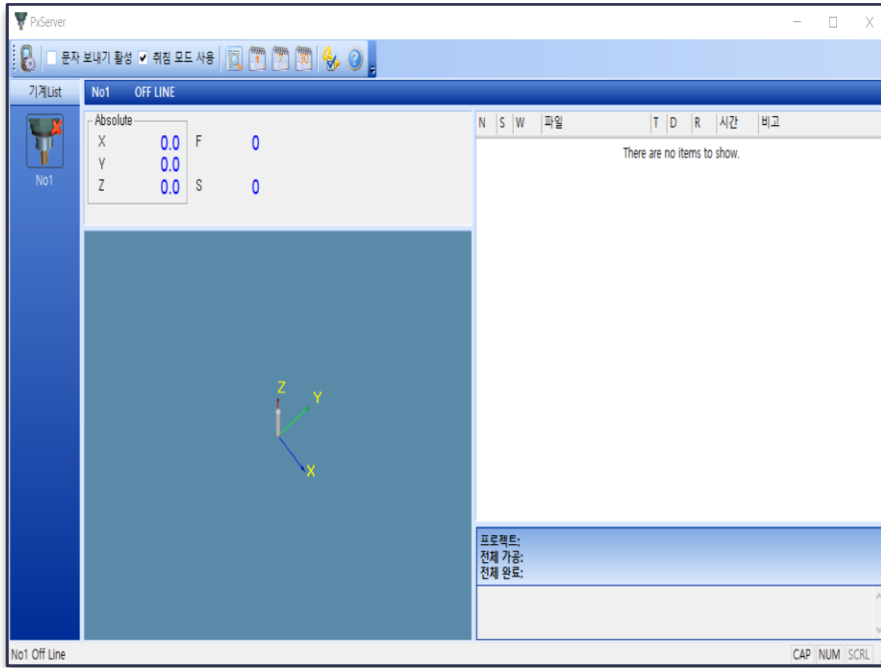 PxServer
문자 보내기 활성 취침 모드 사용 1 7 30
기계List No1 OFF LINE
No1
Absolute
X 0.0 F 0
Y 0.0
Z 0.0 S 0
N S W 파일 T D R 시간 비고
There are no items to show.
Z
Y
X
프로젝트:
전체 가공:
전체 완료:
No1 Off Line CAP NUM SCRL